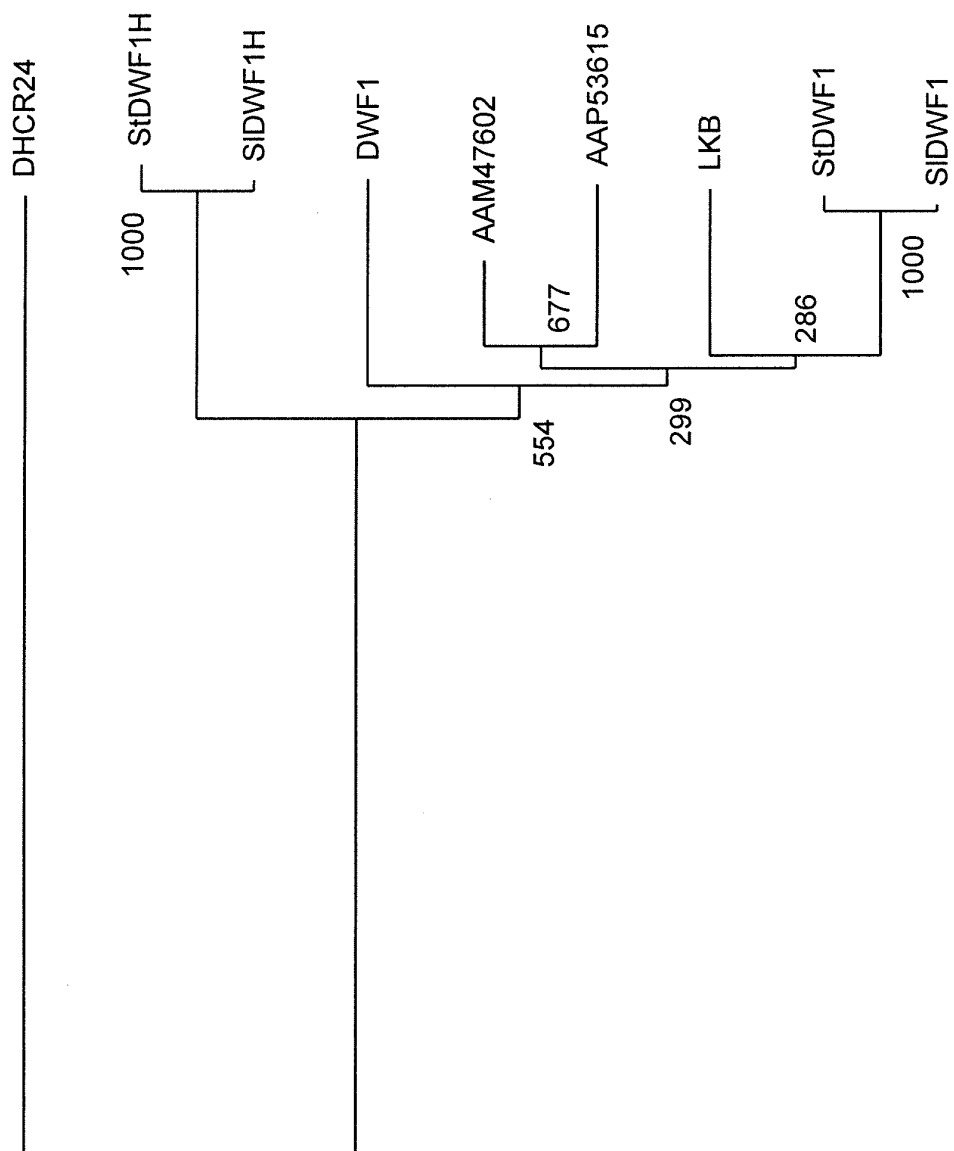 DHCR24
StDWF1H
SlDWF1H
1000
DWF1
AAM47602
AAP53615
677
LKB
StDWF1
SlDWF1
286
1000
554
299